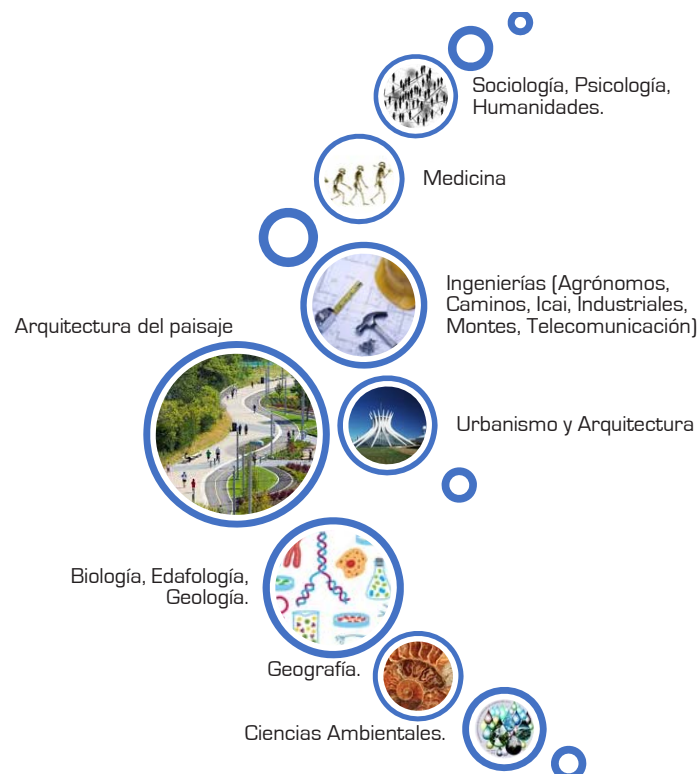 Sociología, Psicología,
Humanidades.
Medicina
Ingenierías (Agrónomos,
Caminos, Icai, Industriales,
Montes, Telecomunicación)
Arquitectura del paisaje
Urbanismo y Arquitectura
Biología, Edafología,
Geología.
Geografía.
Ciencias Ambientales.